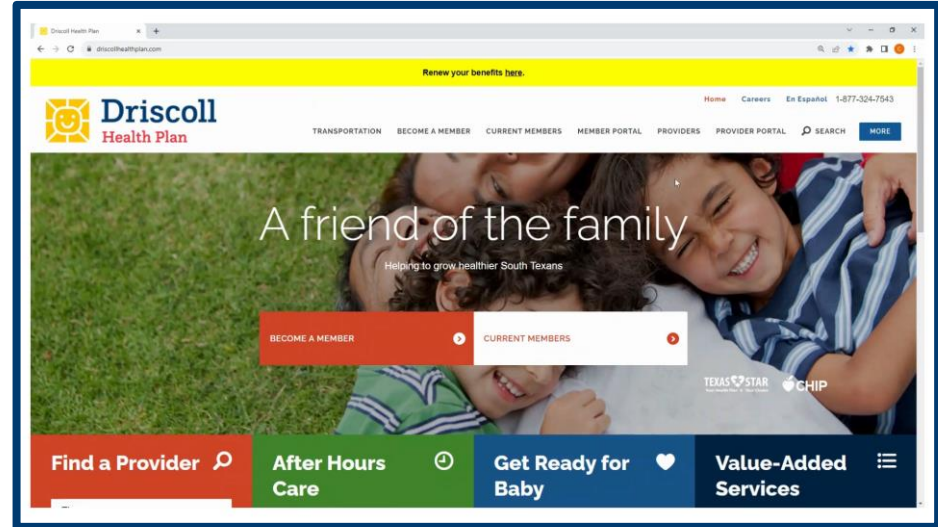 Driscoll Health Plan
driscollhealthplan.com
Renew your benefits here.
Driscoll
Health Plan
Home Careers En Español 1-877-324-7543
TRANSPORTATION BECOME A MEMBER CURRENT MEMBERS MEMBER PORTAL PROVIDERS PROVIDER PORTAL SEARCH MORE
A friend of the family
Helping to grow healthier South Texans
BECOME A MEMBER
CURRENT MEMBERS
TEXAS STAR
CHIP
Find a Provider
After Hours
Care
Get Ready for
Baby
Value-Added
Services